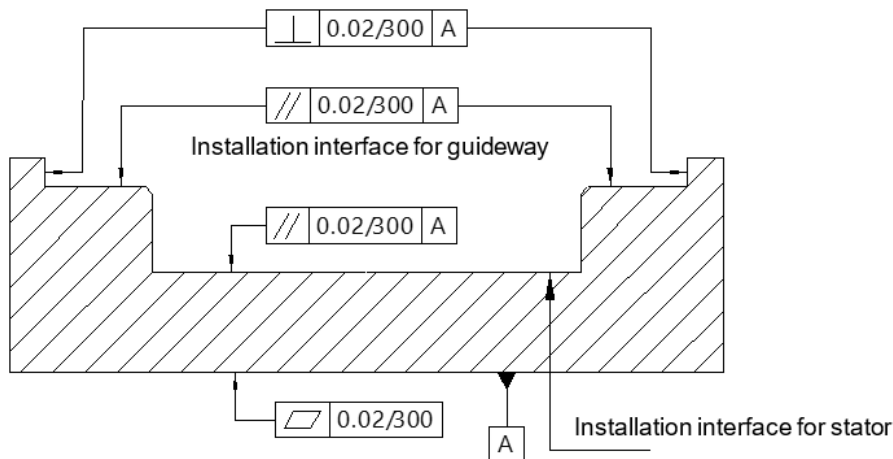 ⊥ 0.02/300 A
// 0.02/300 A
Installation interface for guideway
// 0.02/300 A
⏥ 0.02/300
A
Installation interface for stator